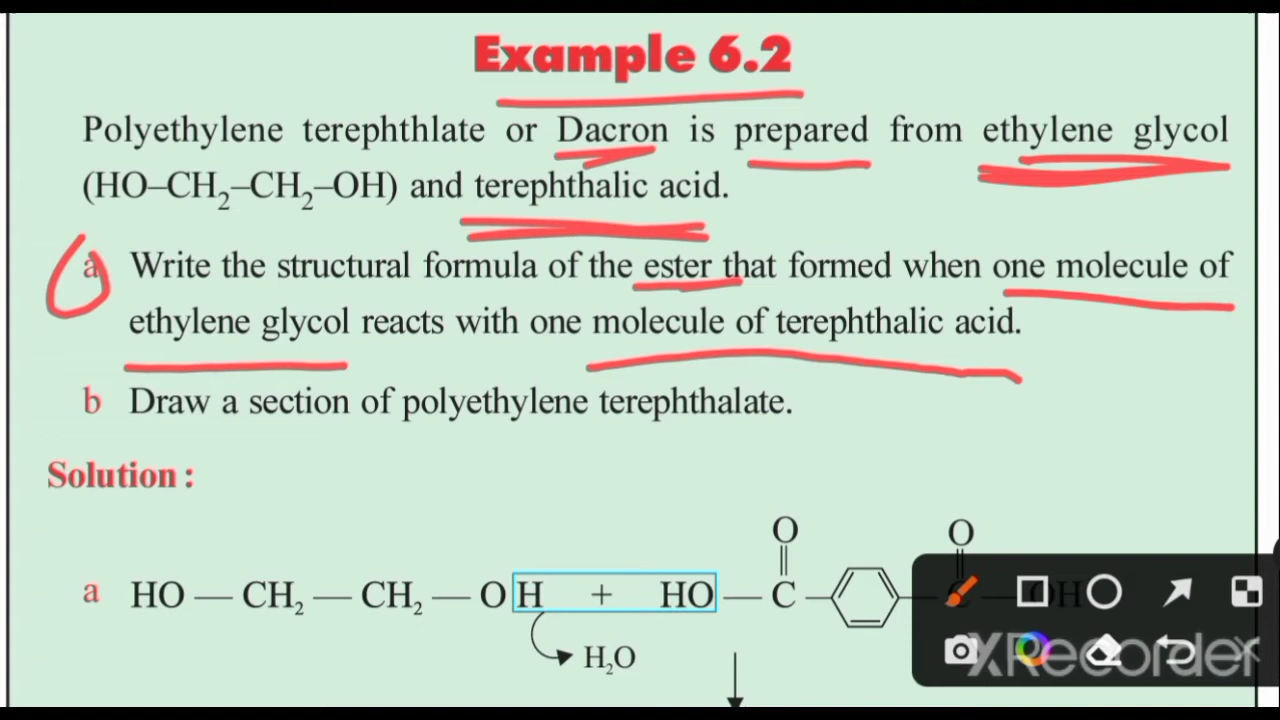 Example 6.2
Polyethylene terephthlate or Dacron is prepared from ethylene glycol
(HO–CH₂–CH₂–OH) and terephthalic acid.
a Write the structural formula of the ester that formed when one molecule of
ethylene glycol reacts with one molecule of terephthalic acid.
b Draw a section of polyethylene terephthalate.
Solution :
O O
a HO — CH₂ — CH₂ — OH + HO — C — C — OH
H₂O
XRecorder